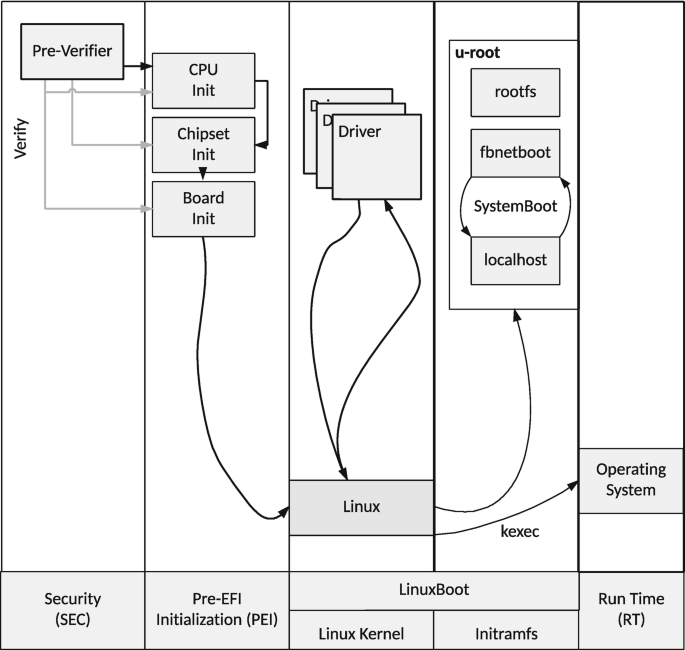 Pre-Verifier
Verify
CPU
Init
Chipset
Init
Board
Init
D
D
Driver
u-root
rootfs
fbnetboot
SystemBoot
localhost
Linux
kexec
Operating
System
Security
(SEC)
Pre-EFI
Initialization (PEI)
LinuxBoot
Linux Kernel
Initramfs
Run Time
(RT)